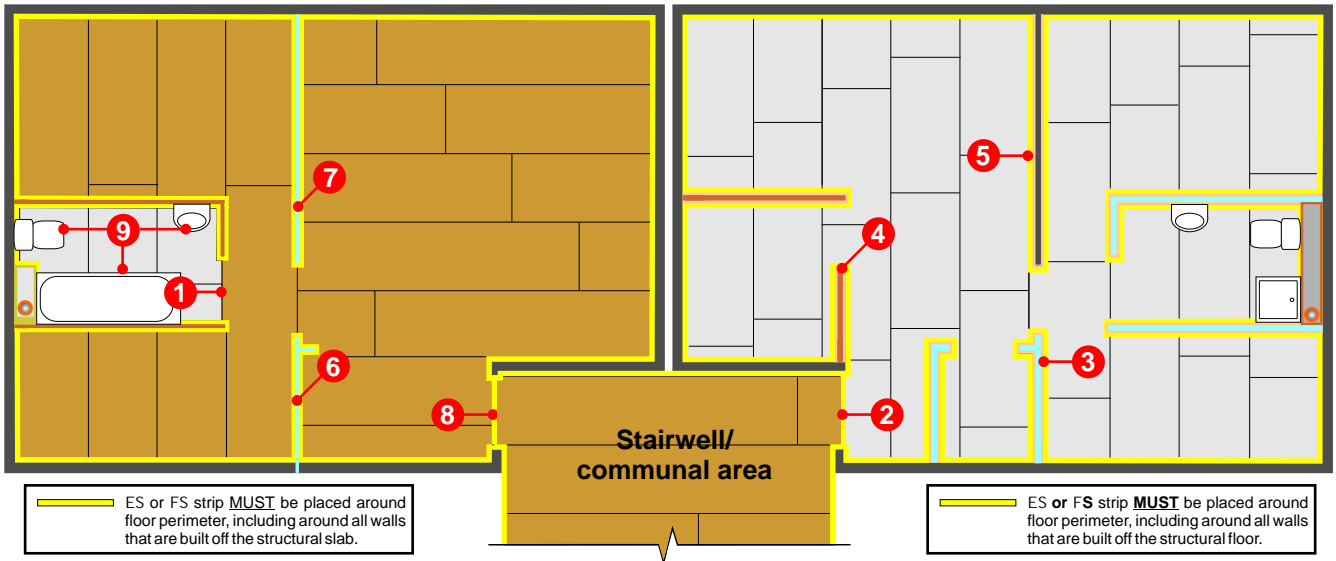 7
5
9
4
1
6
3
8
2
Stairwell/
communal area
ES or FS strip MUST be placed around
floor perimeter, including around all walls
that are built off the structural slab.
ES or FS strip MUST be placed around
floor perimeter, including around all walls
that are built off the structural floor.